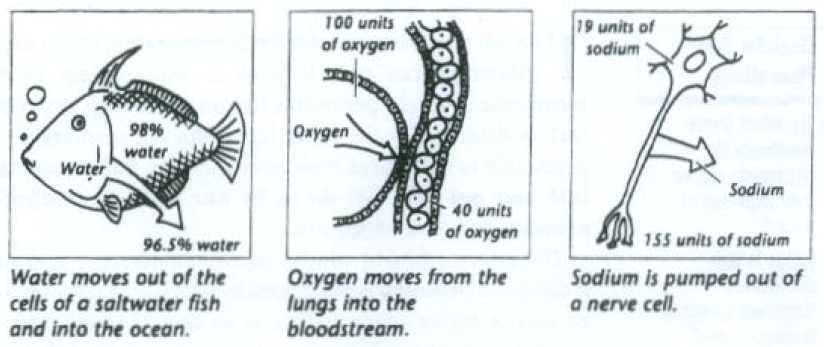 98%
water
Water
96.5% water
Water moves out of the
cells of a saltwater fish
and into the ocean.
100 units
of oxygen
Oxygen
40 units
of oxygen
Oxygen moves from the
lungs into the
bloodstream.
19 units of
sodium
Sodium
155 units of sodium
Sodium is pumped out of
a nerve cell.